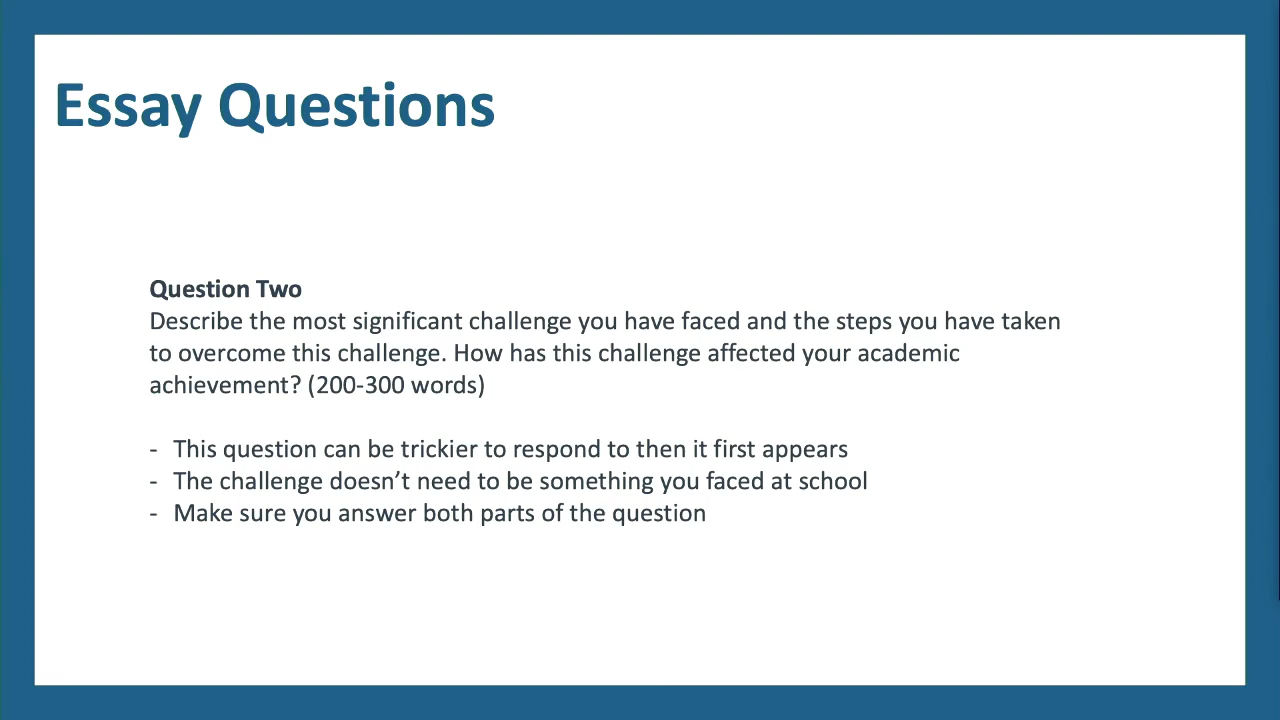 Essay Questions
Question Two
Describe the most significant challenge you have faced and the steps you have taken
to overcome this challenge. How has this challenge affected your academic
achievement? (200-300 words)
- This question can be trickier to respond to then it first appears
- The challenge doesn’t need to be something you faced at school
- Make sure you answer both parts of the question